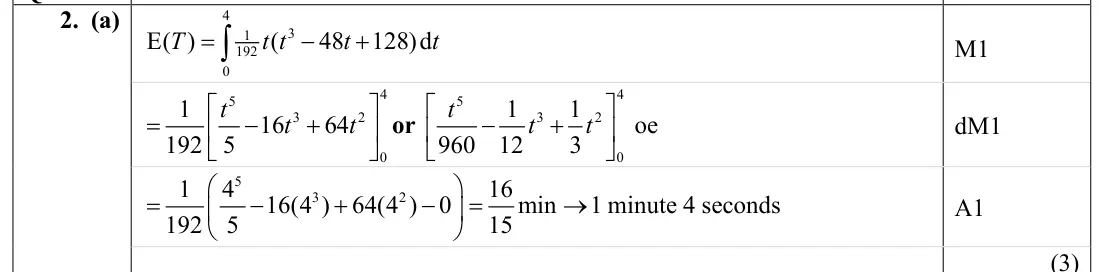 2. (a) E(T) = ∫₀⁴ 1/192 t(t³ − 48t + 128) dt M1
= 1/192 [t⁵/5 − 16t³ + 64t²]₀⁴ or [t⁵/960 − 1/12 t³ + 1/3 t²]₀⁴ oe dM1
= 1/192 (4⁵/5 − 16(4³) + 64(4²) − 0) = 16/15 min → 1 minute 4 seconds A1
(3)